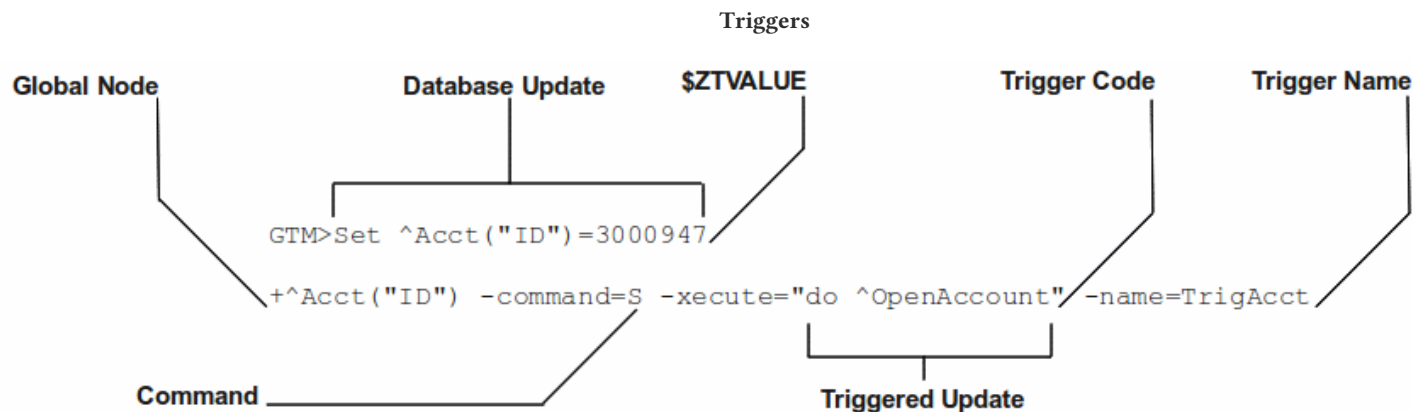 Triggers
Global Node Database Update $ZTVALUE Trigger Code Trigger Name
GTM>Set ^Acct("ID")=3000947
+^Acct("ID") -command=S -xecute="do ^OpenAccount" -name=TrigAcct
Command Triggered Update